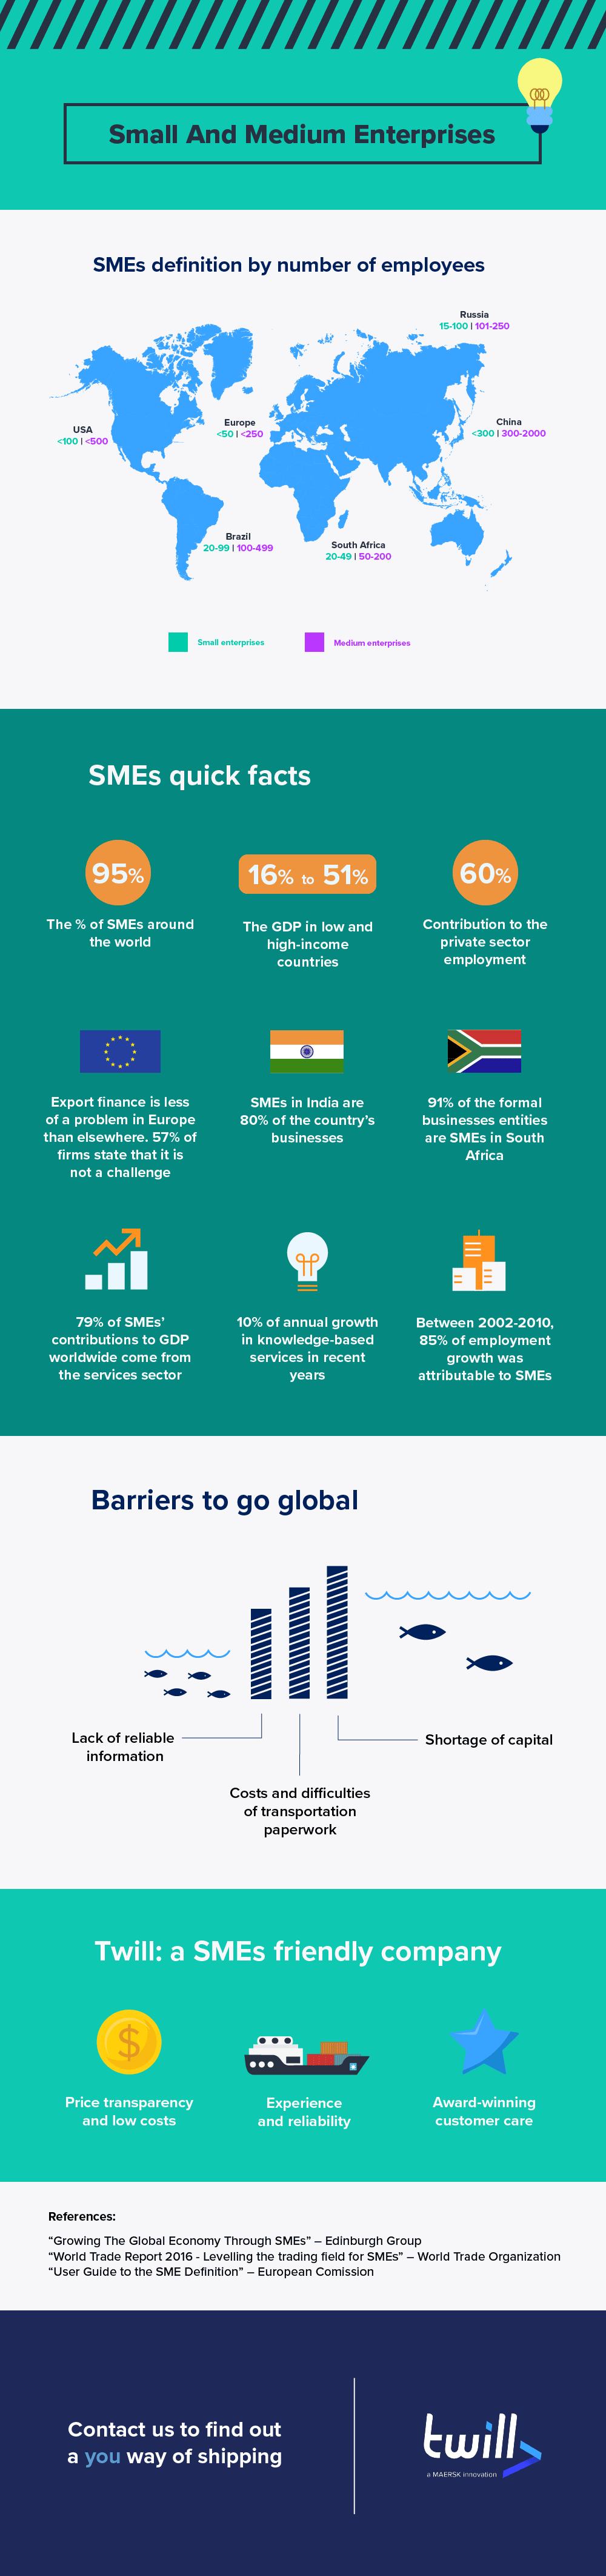 Small And Medium Enterprises
SMEs definition by number of employees
Russia
15-100 | 101-250
USA
<100 | <500
Europe
<50 | <250
China
<300 | 300-2000
Brazil
20-99 | 100-499
South Africa
20-49 | 50-200
Small enterprises
Medium enterprises
SMEs quick facts
95%
The % of SMEs around
the world
16% to 51%
The GDP in low and
high-income
countries
60%
Contribution to the
private sector
employment
Export finance is less
of a problem in Europe
than elsewhere. 57% of
firms state that it is
not a challenge
SMEs in India are
80% of the country's
businesses
91% of the formal
businesses entities
are SMEs in South
Africa
79% of SMEs'
contributions to GDP
worldwide come from
the services sector
10% of annual growth
in knowledge-based
services in recent
years
Between 2002-2010,
85% of employment
growth was
attributable to SMEs
Barriers to go global
Lack of reliable
information
Costs and difficulties
of transportation
paperwork
Shortage of capital
Twill: a SMEs friendly company
$
Price transparency
and low costs
Experience
and reliability
Award-winning
customer care
References:
“Growing The Global Economy Through SMEs” – Edinburgh Group
“World Trade Report 2016 - Levelling the trading field for SMEs” – World Trade Organization
“User Guide to the SME Definition” – European Comission
Contact us to find out
a you way of shipping
twill
a MAERSK innovation